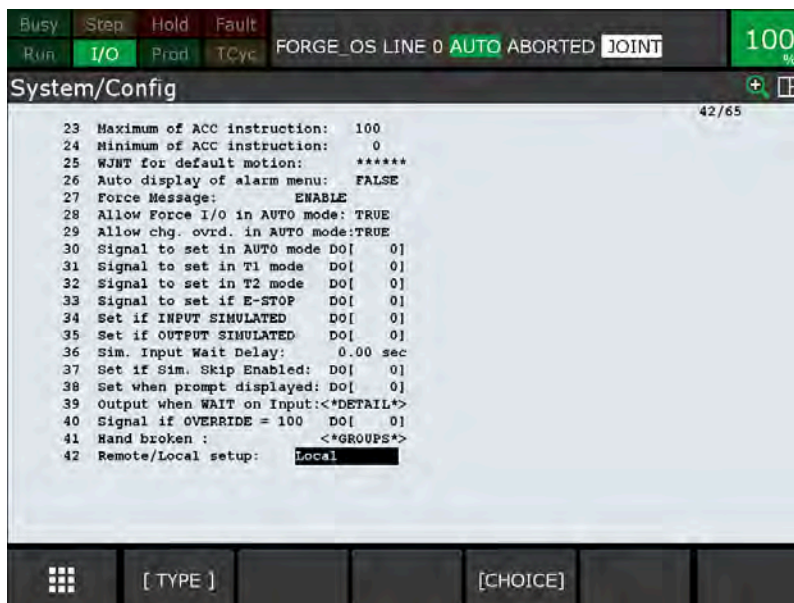 Busy Step Hold Fault
Run I/O Prod TCyc
FORGE_OS LINE 0 AUTO ABORTED JOINT
100
%
System/Config
42/65
23 Maximum of ACC instruction: 100
24 Minimum of ACC instruction: 0
25 WJNT for default motion: ******
26 Auto display of alarm menu: FALSE
27 Force Message: ENABLE
28 Allow Force I/O in AUTO mode: TRUE
29 Allow chg. ovrd. in AUTO mode:TRUE
30 Signal to set in AUTO mode DO[ 0]
31 Signal to set in T1 mode DO[ 0]
32 Signal to set in T2 mode DO[ 0]
33 Signal to set if E-STOP DO[ 0]
34 Set if INPUT SIMULATED DO[ 0]
35 Set if OUTPUT SIMULATED DO[ 0]
36 Sim. Input Wait Delay: 0.00 sec
37 Set if Sim. Skip Enabled: DO[ 0]
38 Set when prompt displayed: DO[ 0]
39 Output when WAIT on Input:<*DETAIL*>
40 Signal if OVERRIDE = 100 DO[ 0]
41 Hand broken : <*GROUPS*>
42 Remote/Local setup: Local
[ TYPE ] [CHOICE]